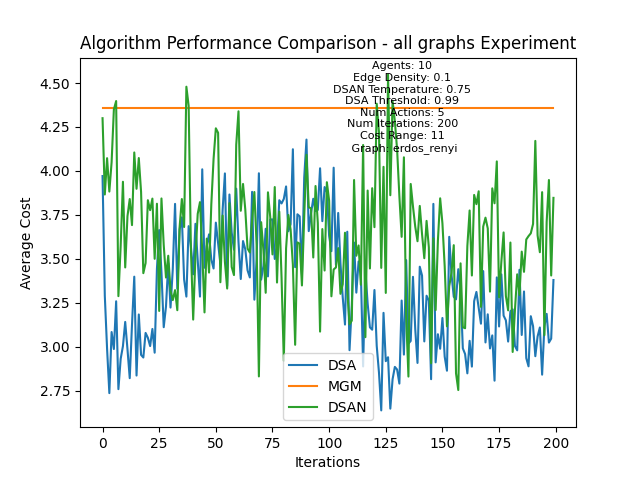 Algorithm Performance Comparison - all graphs Experiment
Agents: 10
Edge Density: 0.1
DSAN Temperature: 0.75
DSA Threshold: 0.99
Num Actions: 5
Num Iterations: 200
Cost Range: 11
Graph: erdos_renyi
Average Cost
4.50
4.25
4.00
3.75
3.50
3.25
3.00
2.75
DSA
MGM
DSAN
0 25 50 75 100 125 150 175 200
Iterations